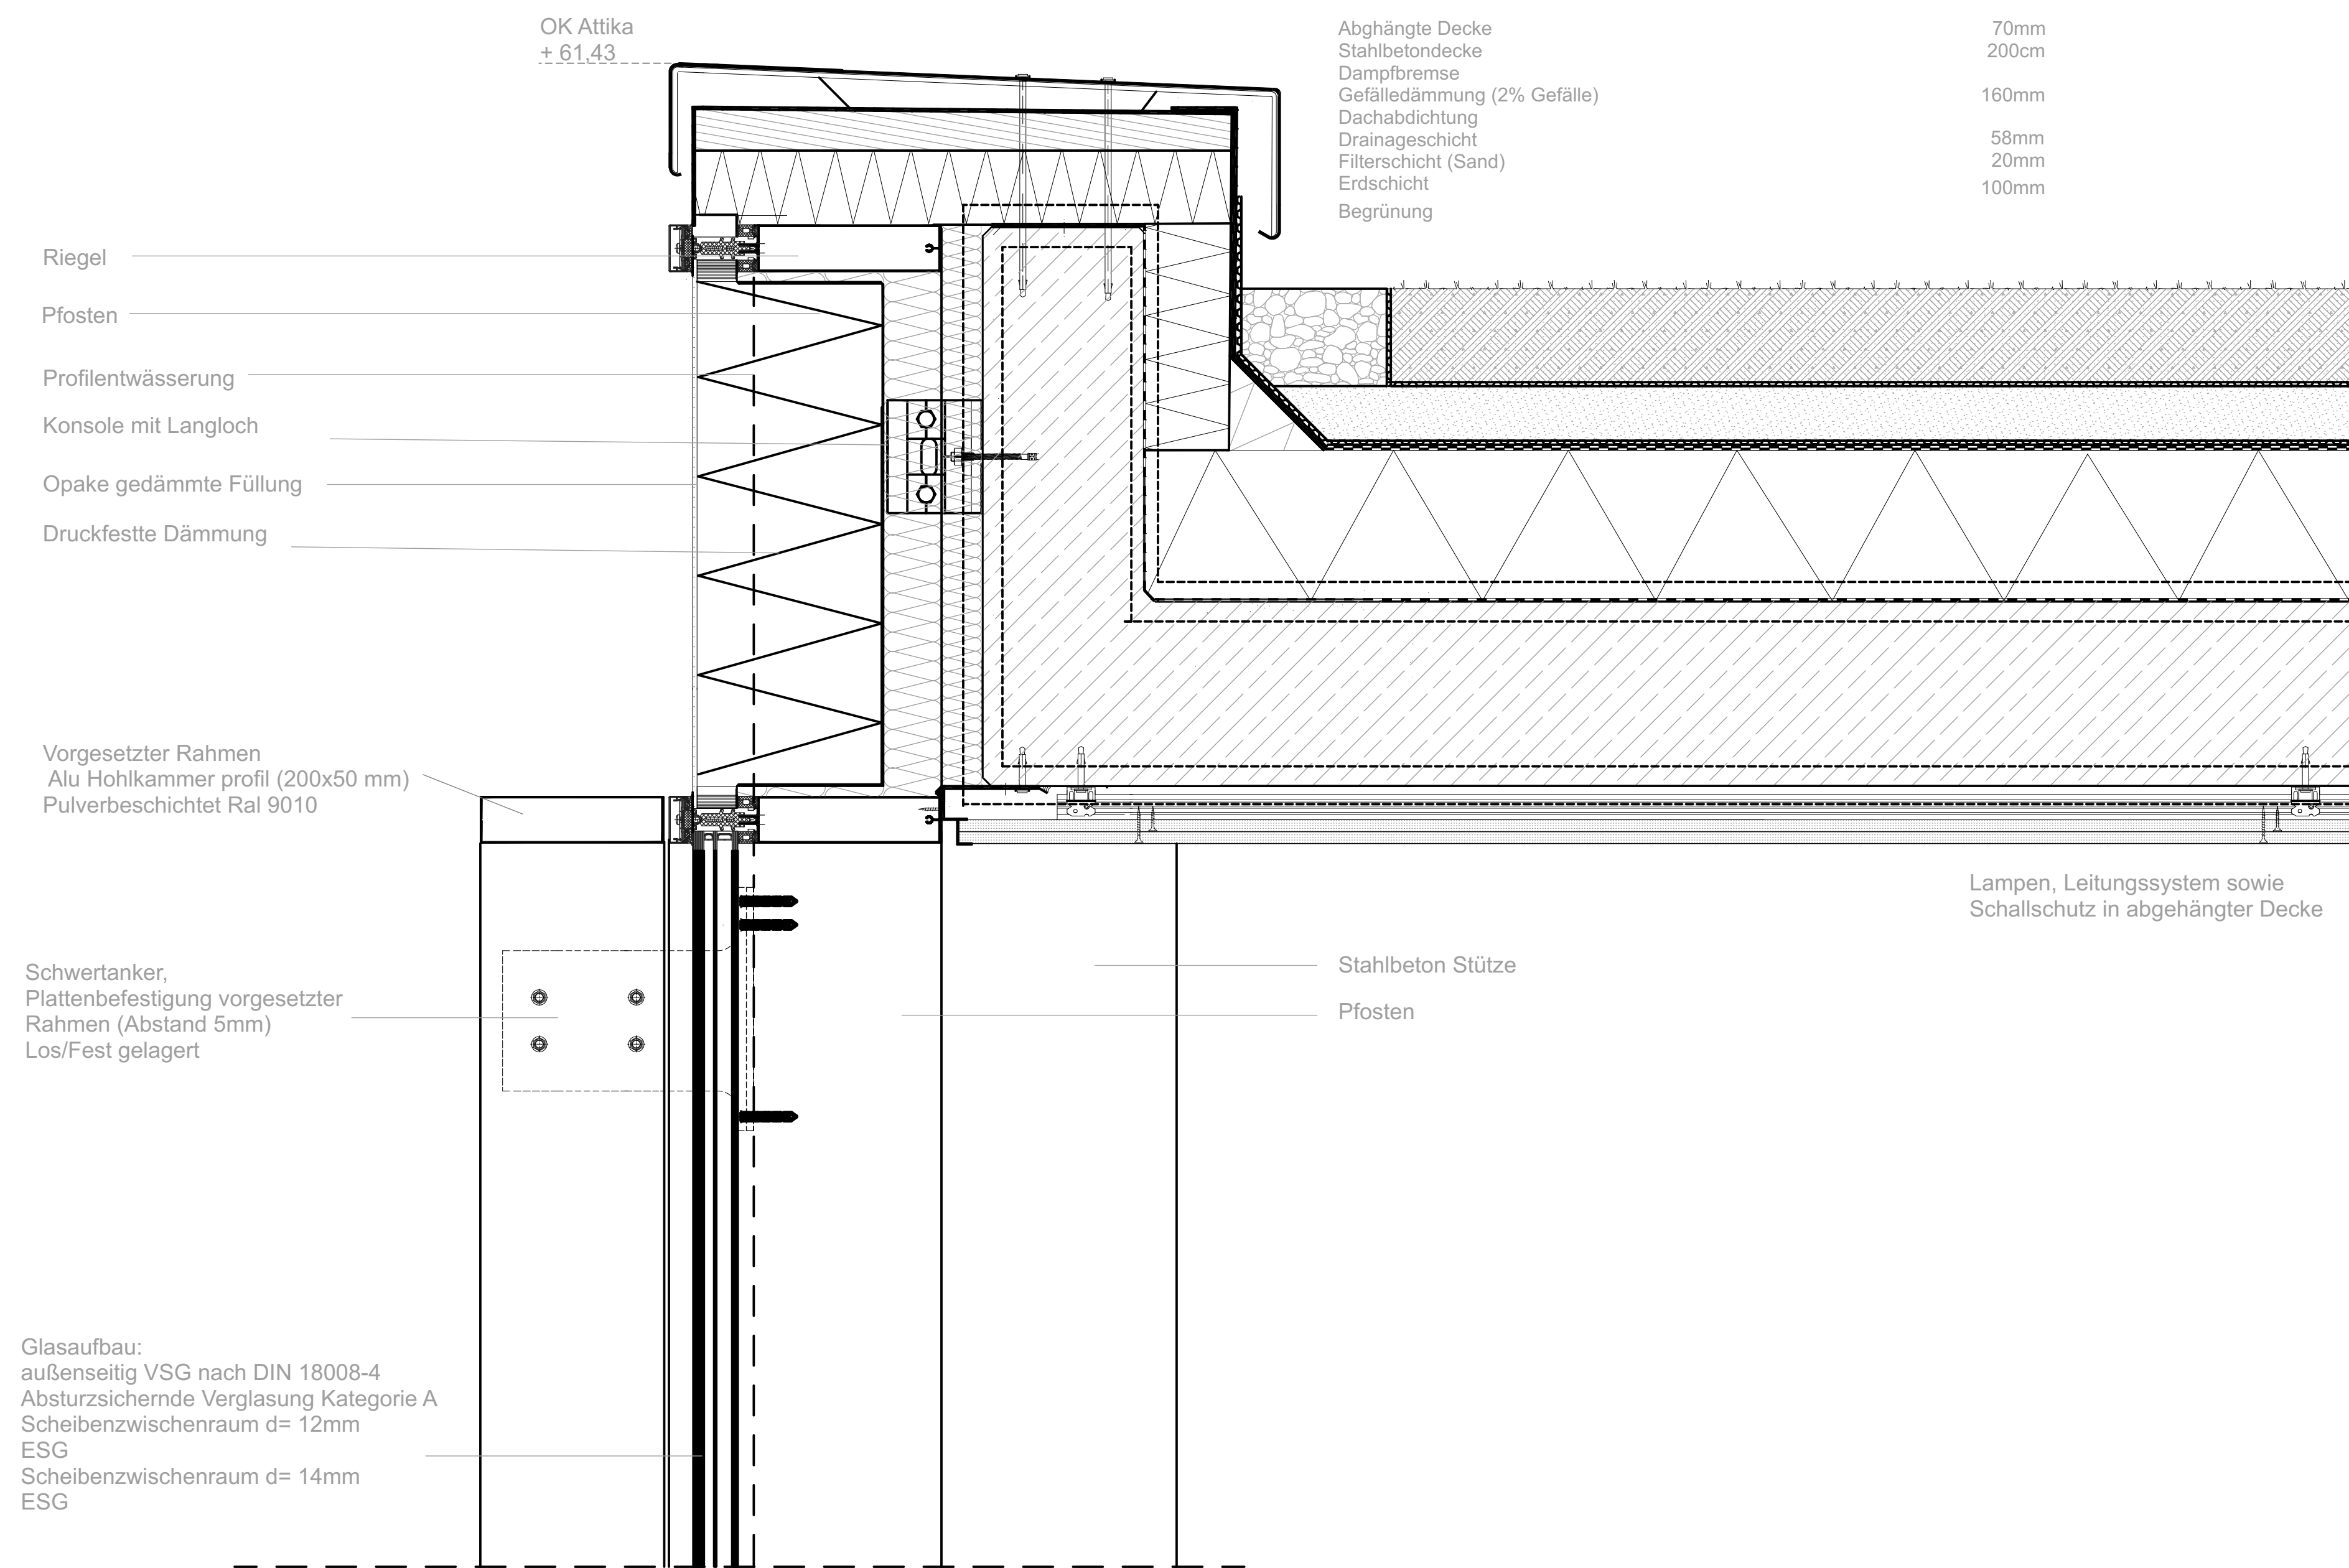 OK Attika
+ 61,43
Abghängte Decke 70mm
Stahlbetondecke 200cm
Dampfbremse
Gefälledämmung (2% Gefälle) 160mm
Dachabdichtung
Drainageschicht 58mm
Filterschicht (Sand) 20mm
Erdschicht 100mm
Begrünung
Riegel
Pfosten
Profilentwässerung
Konsole mit Langloch
Opake gedämmte Füllung
Druckfestte Dämmung
Vorgesetzter Rahmen
Alu Hohlkammer profil (200x50 mm)
Pulverbeschichtet Ral 9010
Lampen, Leitungssystem sowie
Schallschutz in abgehängter Decke
Schwertanker,
Plattenbefestigung vorgesetzter
Rahmen (Abstand 5mm)
Los/Fest gelagert
Stahlbeton Stütze
Pfosten
Glasaufbau:
außenseitig VSG nach DIN 18008-4
Absturzsichernde Verglasung Kategorie A
Scheibenzwischenraum d= 12mm
ESG
Scheibenzwischenraum d= 14mm
ESG